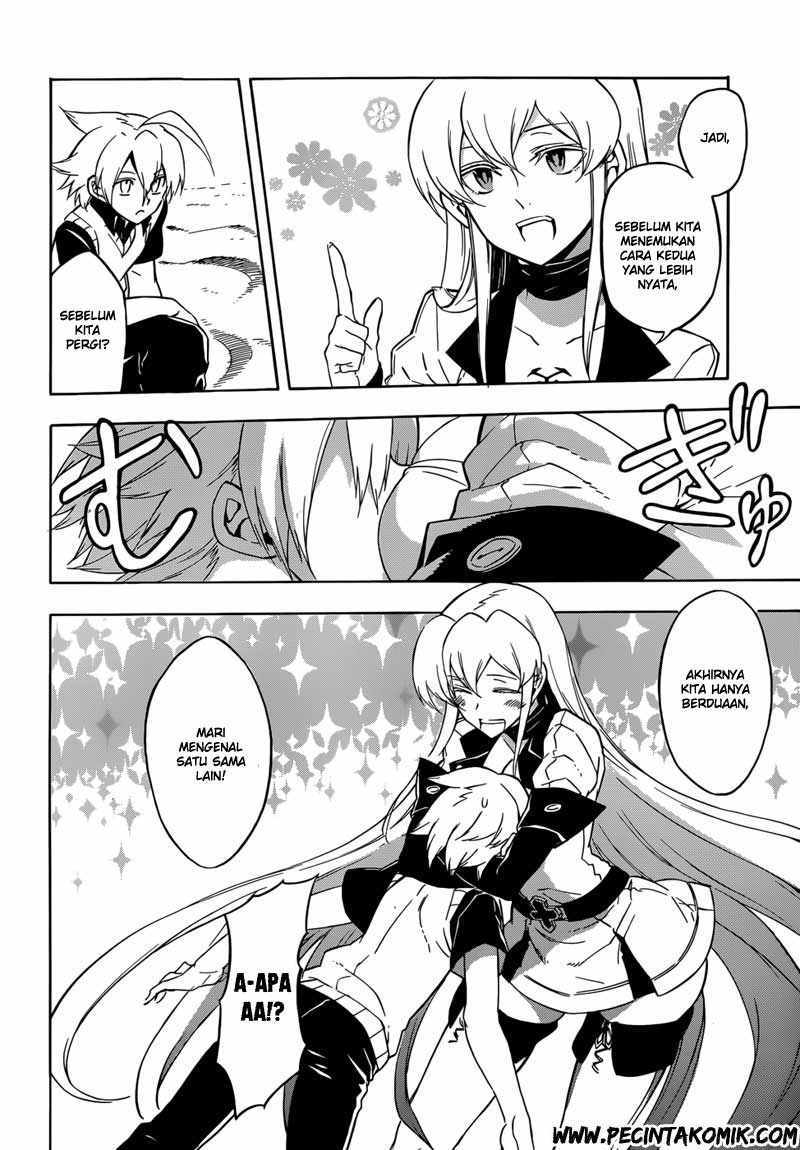 JADI,
SEBELUM KITA
MENEMUKAN
CARA KEDUA
YANG LEBIH
NYATA,
SEBELUM
KITA
PERGI?
ぎゅ
む
AKHIRNYA
KITA HANYA
BERDUAAN,
MARI
MENGENAL
SATU SAMA
LAIN!
A-APA
AA!?
WWW.PECINTAKOMIK.COM